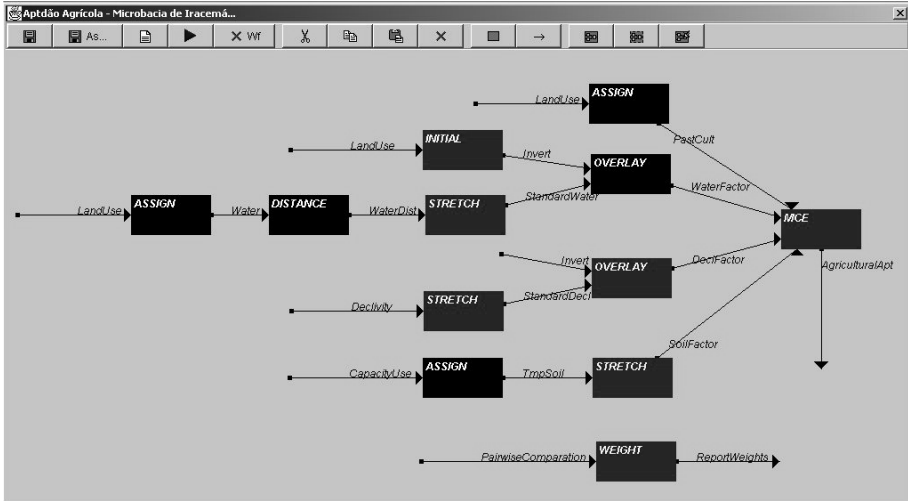 Aptdão Agrícola - Microbacia de Iracemá...
As... Wf
LandUse ASSIGN
PastCult
LandUse INITIAL Invert OVERLAY WaterFactor
LandUse ASSIGN Water DISTANCE WaterDist STRETCH StandardWater MCE
Invert OVERLAY DeclFactor AgriculturalApt
Declivity STRETCH StandardDecl
SoilFactor
CapacityUse ASSIGN TmpSoil STRETCH
PairwiseComparation WEIGHT ReportWeights